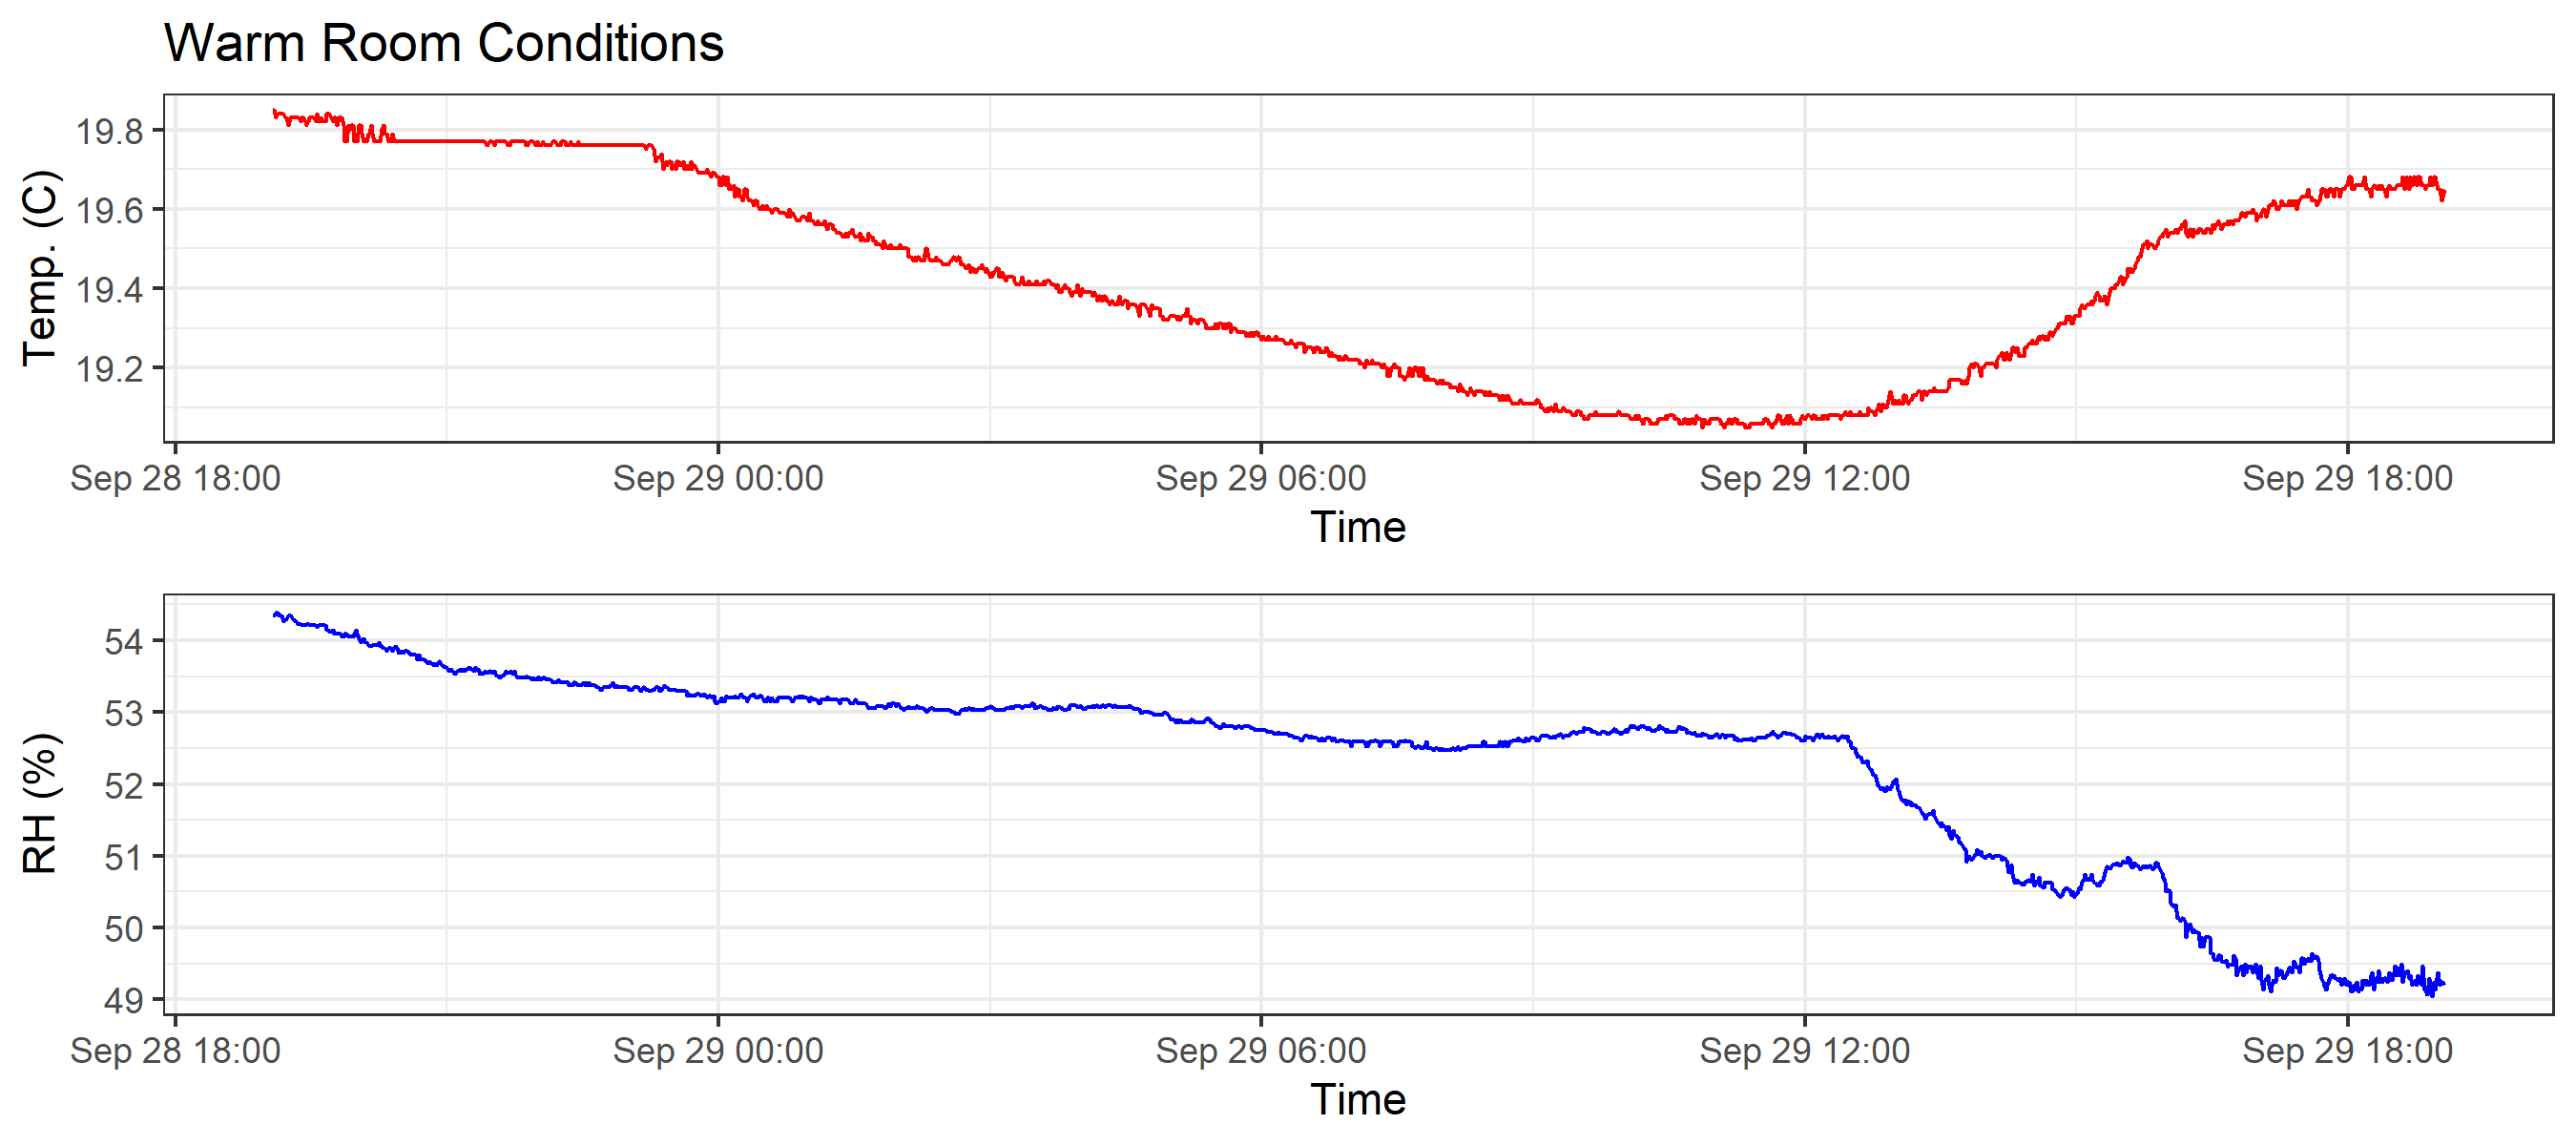 Warm Room Conditions
Temp. (C)
19.8
19.6
19.4
19.2
Sep 28 18:00 Sep 29 00:00 Sep 29 06:00 Sep 29 12:00 Sep 29 18:00
Time
RH (%)
54
53
52
51
50
49
Sep 28 18:00 Sep 29 00:00 Sep 29 06:00 Sep 29 12:00 Sep 29 18:00
Time